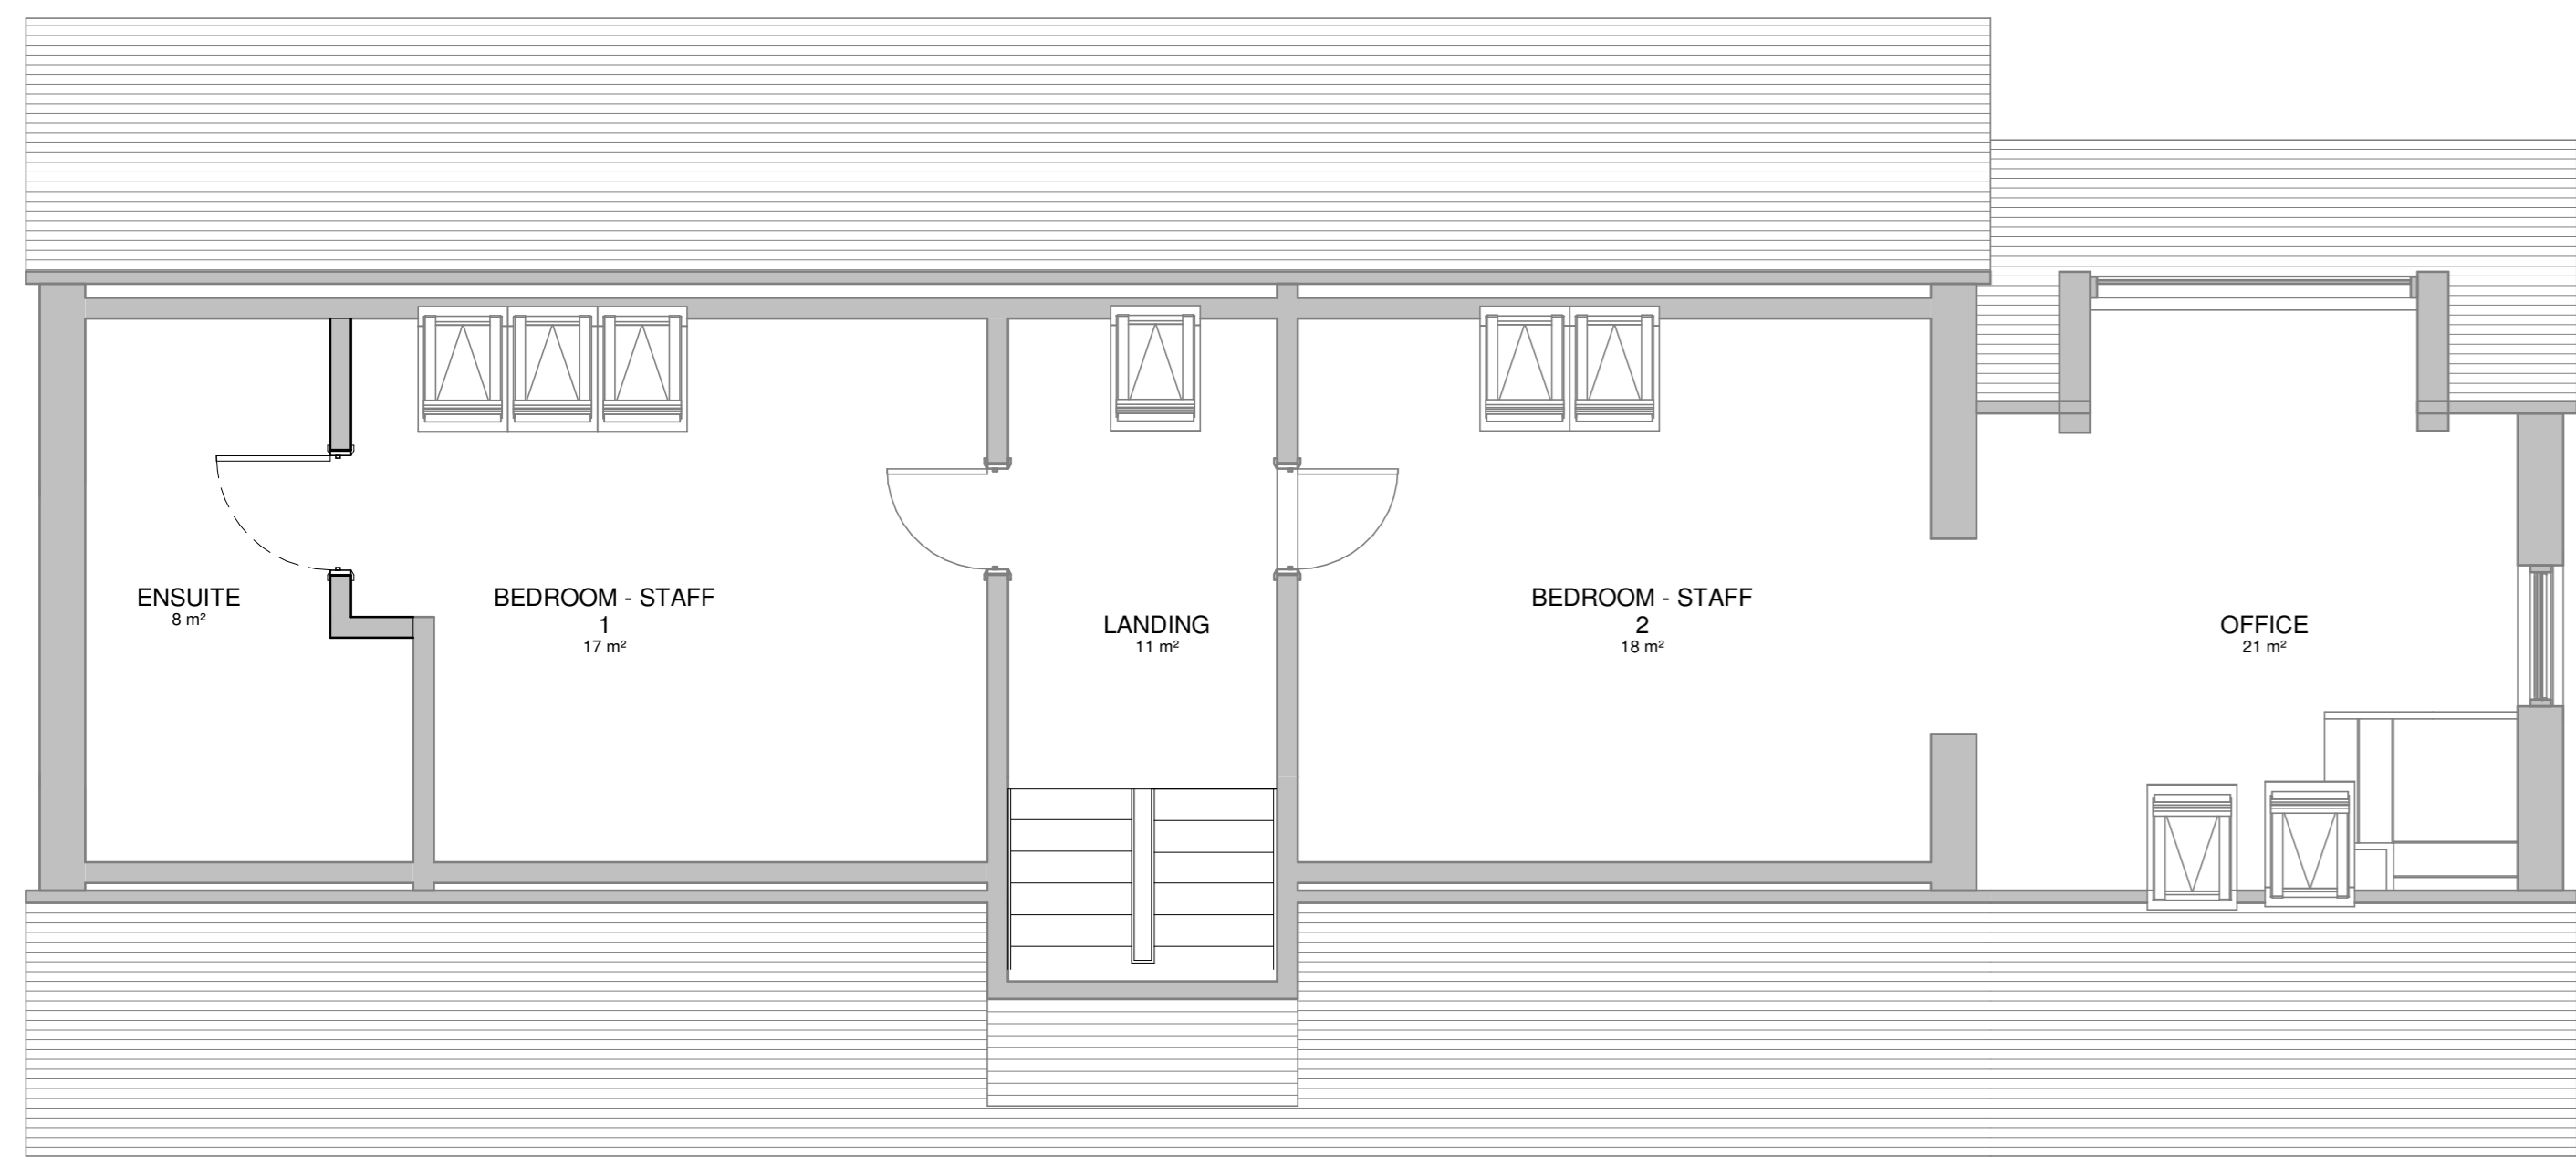 ENSUITE
8 m²
BEDROOM - STAFF
1
17 m²
LANDING
11 m²
BEDROOM - STAFF
2
18 m²
OFFICE
21 m²